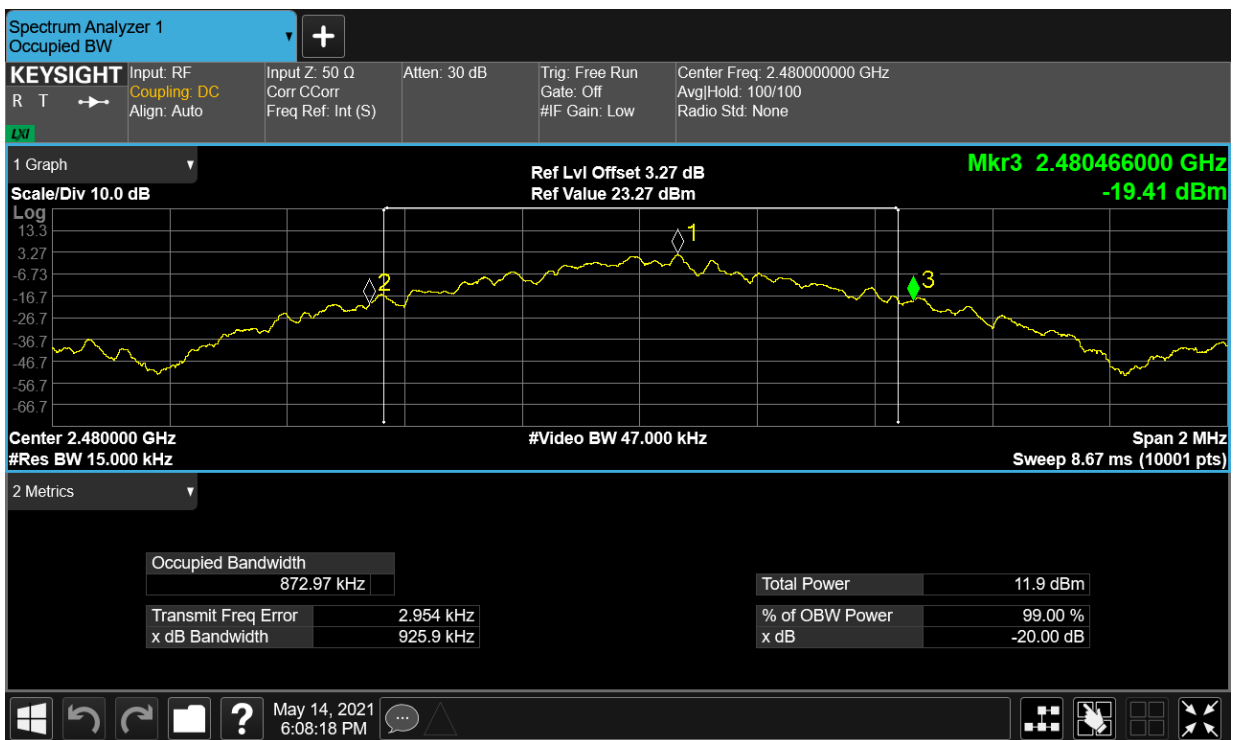 Spectrum Analyzer 1
Occupied BW
KEYSIGHT
R T
LXI
Input: RF
Coupling: DC
Align: Auto
Input Z: 50 Ω
Corr CCorr
Freq Ref: Int (S)
Atten: 30 dB
Trig: Free Run
Gate: Off
#IF Gain: Low
Center Freq: 2.480000000 GHz
Avg|Hold: 100/100
Radio Std: None
1 Graph
Scale/Div 10.0 dB
Ref Lvl Offset 3.27 dB
Ref Value 23.27 dBm
Mkr3 2.480466000 GHz
-19.41 dBm
Log
13.3
3.27
-6.73
-16.7
-26.7
-36.7
-46.7
-56.7
-66.7
1
2
3
Center 2.480000 GHz
#Res BW 15.000 kHz
#Video BW 47.000 kHz
Span 2 MHz
Sweep 8.67 ms (10001 pts)
2 Metrics
Occupied Bandwidth
872.97 kHz
Transmit Freq Error 2.954 kHz
x dB Bandwidth 925.9 kHz
Total Power 11.9 dBm
% of OBW Power 99.00 %
x dB -20.00 dB
?
May 14, 2021
6:08:18 PM